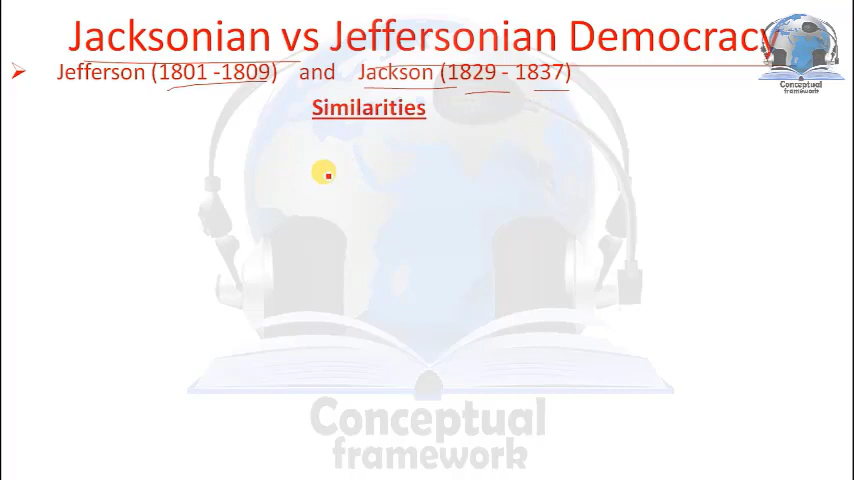 Jacksonian vs Jeffersonian Democracy
➢ Jefferson (1801 -1809) and Jackson (1829 - 1837)
Similarities
Conceptual
framework
Conceptual
framework